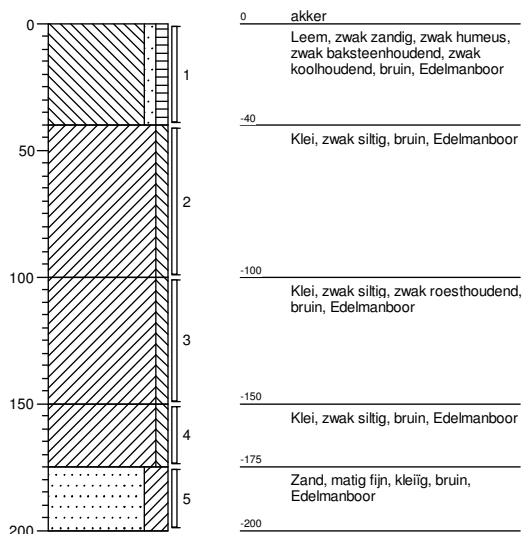 0
akker
0
Leem, zwak zandig, zwak humeus,
zwak baksteenhoudend, zwak
koolhoudend, bruin, Edelmanboor
1
-40
Klei, zwak siltig, bruin, Edelmanboor
50
2
100
-100
Klei, zwak siltig, zwak roesthoudend,
bruin, Edelmanboor
3
150
-150
Klei, zwak siltig, bruin, Edelmanboor
4
-175
Zand, matig fijn, kleiïg, bruin,
Edelmanboor
5
200
-200